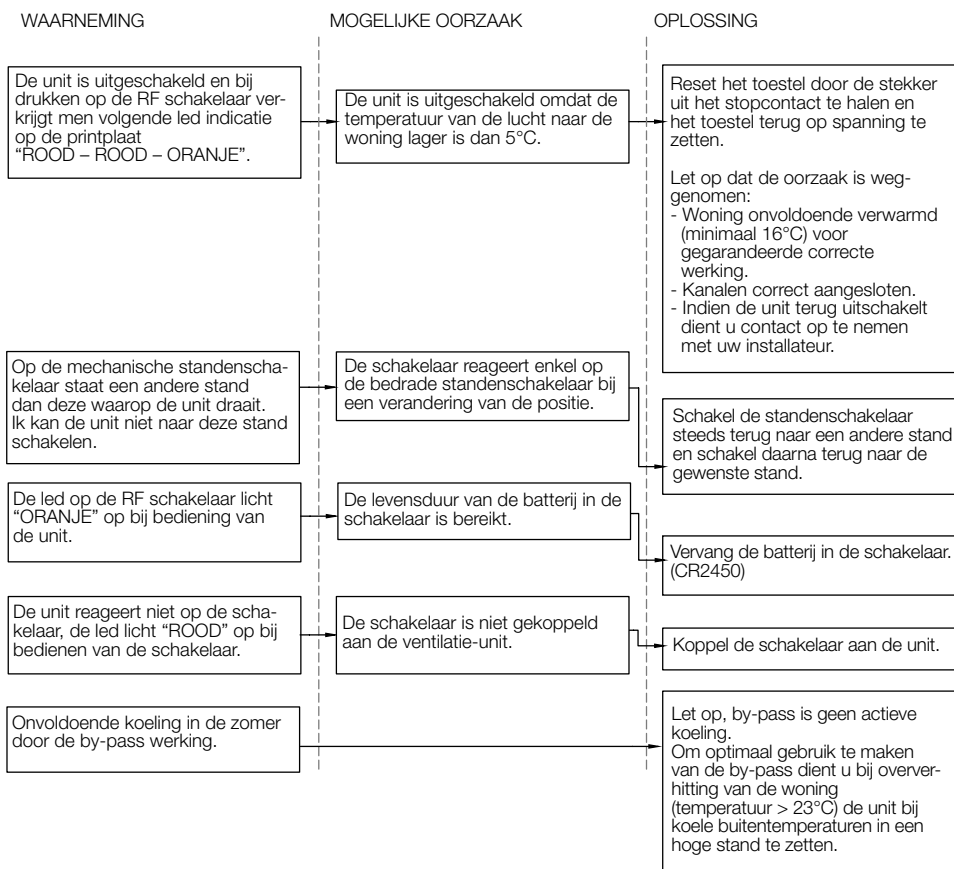 WAARNEMING
MOGELIJKE OORZAAK
OPLOSSING
De unit is uitgeschakeld en bij
drukken op de RF schakelaar ver-
krijgt men volgende led indicatie
op de printplaat
“ROOD – ROOD – ORANJE”.
De unit is uitgeschakeld omdat de
temperatuur van de lucht naar de
woning lager is dan 5°C.
Reset het toestel door de stekker
uit het stopcontact te halen en
het toestel terug op spanning te
zetten.
Let op dat de oorzaak is weg-
genomen:
- Woning onvoldoende verwarmd
(minimaal 16°C) voor
gegarandeerde correcte
werking.
- Kanalen correct aangesloten.
- Indien de unit terug uitschakelt
dient u contact op te nemen
met uw installateur.
Op de mechanische standenscha-
kelaar staat een andere stand
dan deze waarop de unit draait.
Ik kan de unit niet naar deze stand
schakelen.
De schakelaar reageert enkel op
de bedrade standenschakelaar bij
een verandering van de positie.
Schakel de standenschakelaar
steeds terug naar een andere stand
en schakel daarna terug naar de
gewenste stand.
De led op de RF schakelaar licht
“ORANJE” op bij bediening van
de unit.
De levensduur van de batterij in de
schakelaar is bereikt.
Vervang de batterij in de schakelaar.
(CR2450)
De unit reageert niet op de scha-
kelaar, de led licht “ROOD” op bij
bedienen van de schakelaar.
De schakelaar is niet gekoppeld
aan de ventilatie-unit.
Koppel de schakelaar aan de unit.
Onvoldoende koeling in de zomer
door de by-pass werking.
Let op, by-pass is geen actieve
koeling.
Om optimaal gebruik te maken
van de by-pass dient u bij oververhitting van de woning
(temperatuur > 23°C) de unit bij
koele buitentemperaturen in een
hoge stand te zetten.